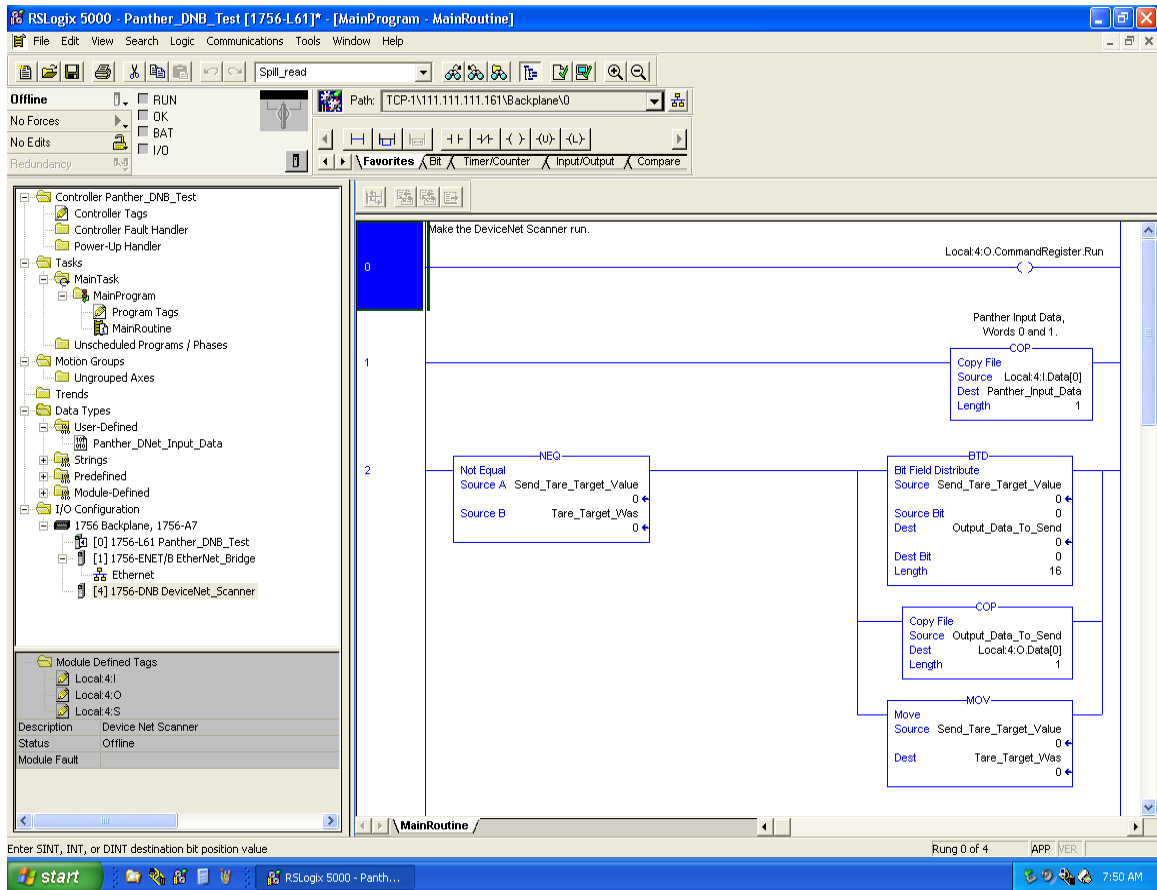 RSLogix 5000 - Panther_DNB_Test [1756-L61]* - [MainProgram - MainRoutine]
File Edit View Search Logic Communications Tools Window Help
Spill_read
Offline
RUN
No Forces
OK
No Edits
BAT
Redundancy
I/O
Path: TCP-1\111.111.111.161\Backplane\0
(U) (L)
Favorites Bit Timer/Counter Input/Output Compare
Controller Panther_DNB_Test
Controller Tags
Controller Fault Handler
Power-Up Handler
Tasks
MainTask
MainProgram
Program Tags
MainRoutine
Unscheduled Programs / Phases
Motion Groups
Ungrouped Axes
Trends
Data Types
User-Defined
Panther_DNet_Input_Data
Strings
Predefined
Module-Defined
I/O Configuration
1756 Backplane, 1756-A7
[0] 1756-L61 Panther_DNB_Test
[1] 1756-ENET/B EtherNet_Bridge
Ethernet
[4] 1756-DNB DeviceNet_Scanner
Module Defined Tags
Local:4:I
Local:4:O
Local:4:S
Description Device Net Scanner
Status Offline
Module Fault
Make the DeviceNet Scanner run.
0
Local:4:O.CommandRegister.Run
Panther Input Data,
Words 0 and 1.
1
COP
Copy File
Source Local:4:I.Data[0]
Dest Panther_Input_Data
Length 1
2
NEQ
Not Equal
Source A Send_Tare_Target_Value
0
Source B Tare_Target_Was
0
BTD
Bit Field Distribute
Source Send_Tare_Target_Value
0
Source Bit 0
Dest Output_Data_To_Send
0
Dest Bit 0
Length 16
COP
Copy File
Source Output_Data_To_Send
Dest Local:4:O.Data[0]
Length 1
MOV
Move
Source Send_Tare_Target_Value
0
Dest Tare_Target_Was
0
MainRoutine
Enter SINT, INT, or DINT destination bit position value
Rung 0 of 4
APP
VER
start
RSLogix 5000 - Panth...
7:50 AM